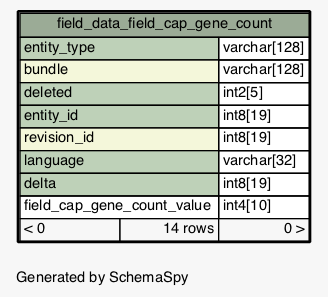 field_data_field_cap_gene_count
entity_type varchar[128]
bundle varchar[128]
deleted int2[5]
entity_id int8[19]
revision_id int8[19]
language varchar[32]
delta int8[19]
field_cap_gene_count_value int4[10]
< 0 14 rows 0 >
Generated by SchemaSpy